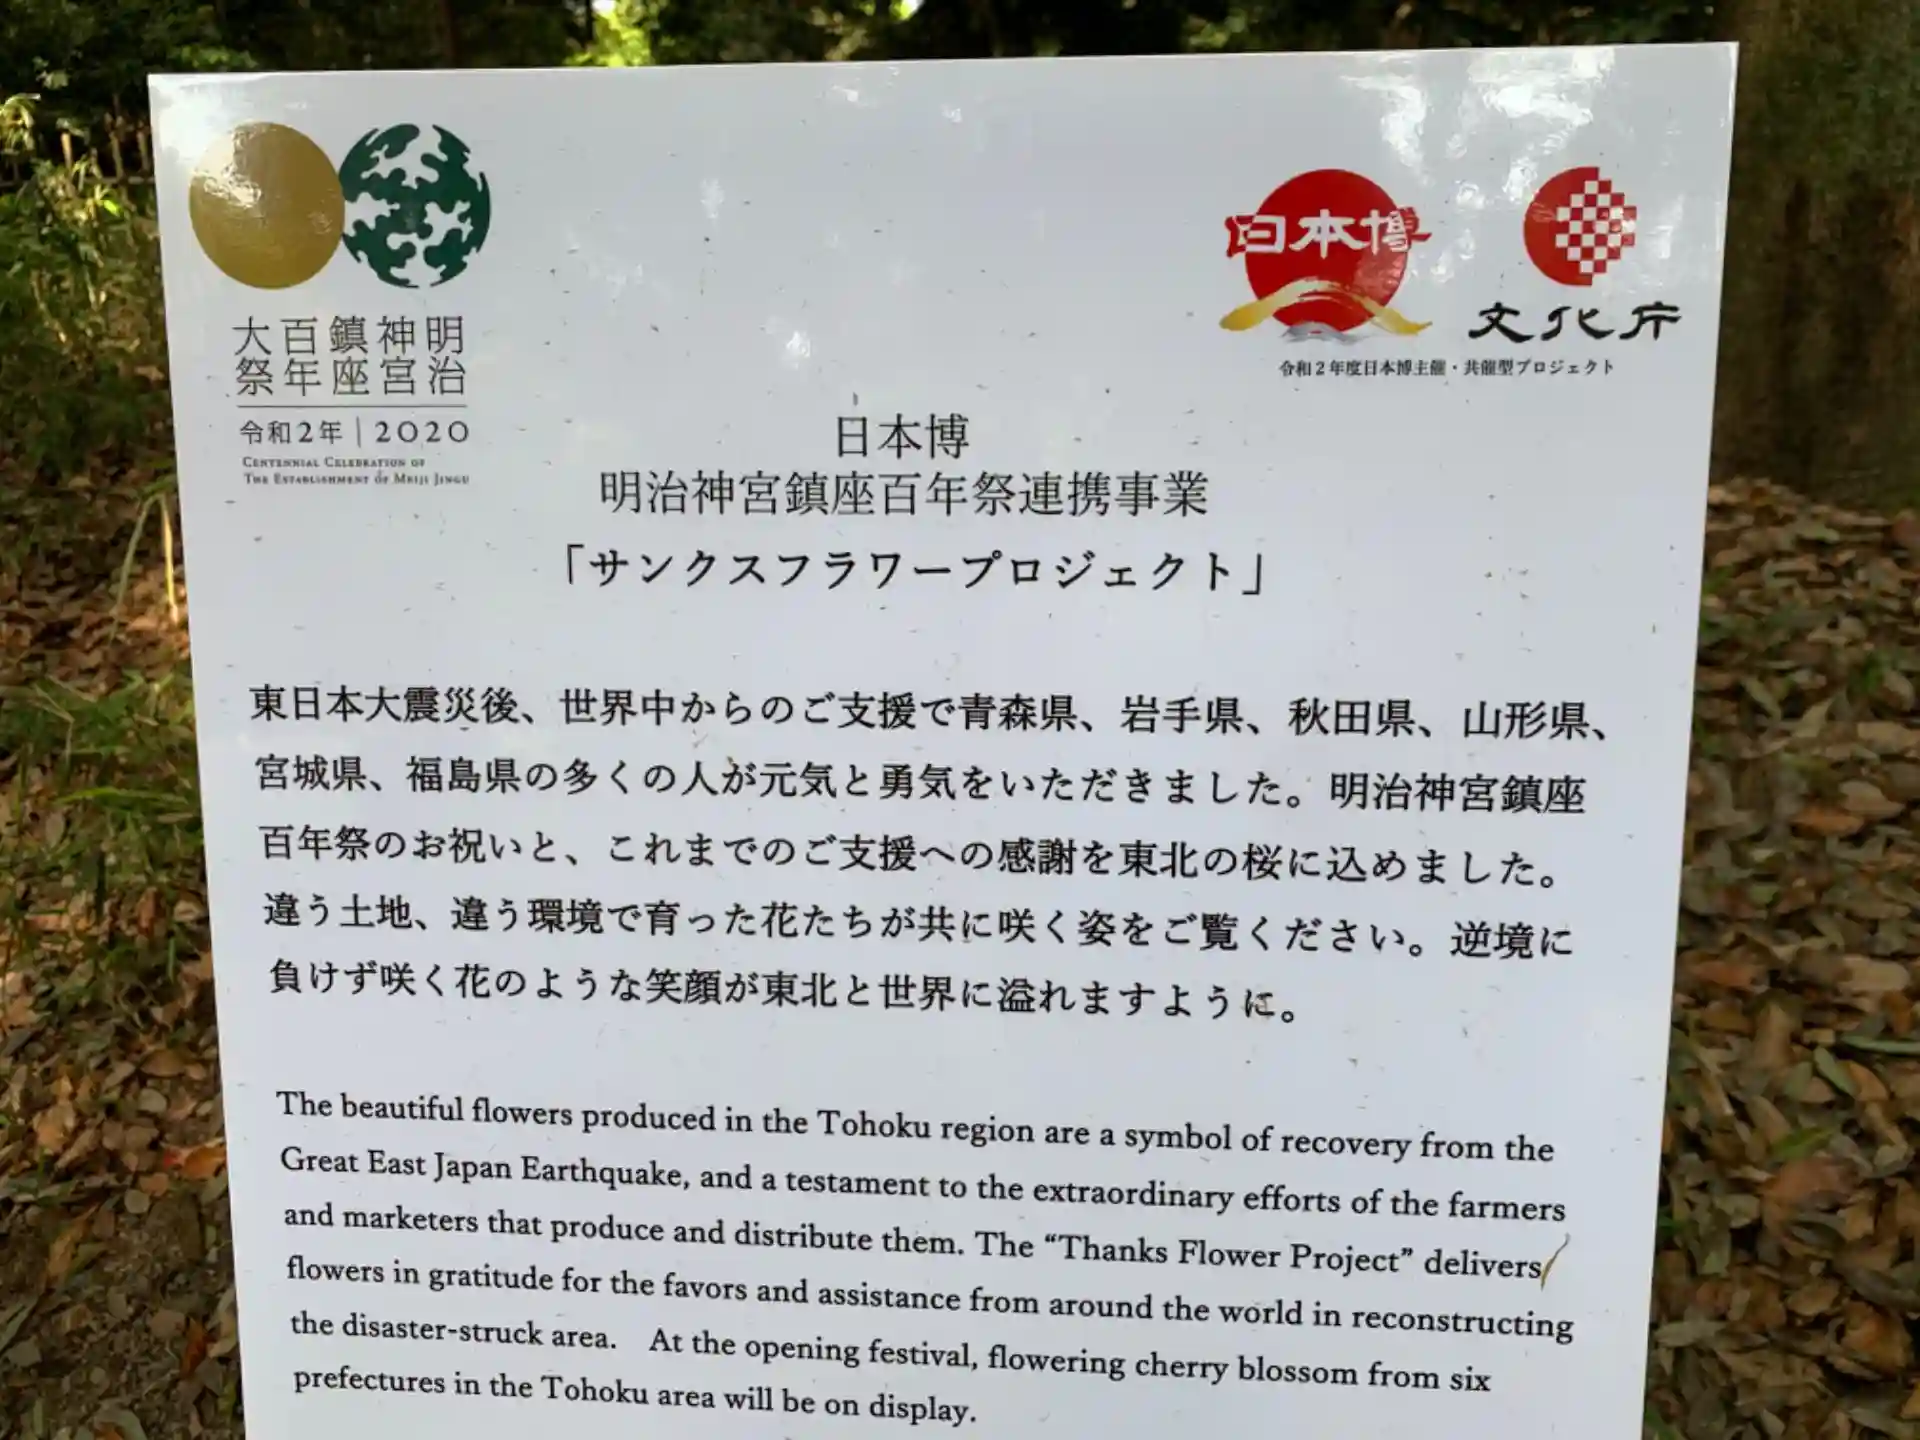 明治神宮鎮座百年大祭
令和2年 | 2020
CENTENNIAL CELEBRATION OF
THE ESTABLISHMENT OF MEIJI JINGU
日本博
文化庁
令和2年度日本博主催・共催型プロジェクト
日本博
明治神宮鎮座百年祭連携事業
「サンクスフラワープロジェクト」
東日本大震災後、世界中からのご支援で青森県、岩手県、秋田県、山形県、
宮城県、福島県の多くの人が元気と勇気をいただきました。明治神宮鎮座
百年祭のお祝いと、これまでのご支援への感謝を東北の桜に込めました。
違う土地、違う環境で育った花たちが共に咲く姿をご覧ください。逆境に
負けず咲く花のような笑顔が東北と世界に溢れますように。
The beautiful flowers produced in the Tohoku region are a symbol of recovery from the
Great East Japan Earthquake, and a testament to the extraordinary efforts of the farmers
and marketers that produce and distribute them. The “Thanks Flower Project” delivers
flowers in gratitude for the favors and assistance from around the world in reconstructing
the disaster-struck area. At the opening festival, flowering cherry blossom from six
prefectures in the Tohoku area will be on display.